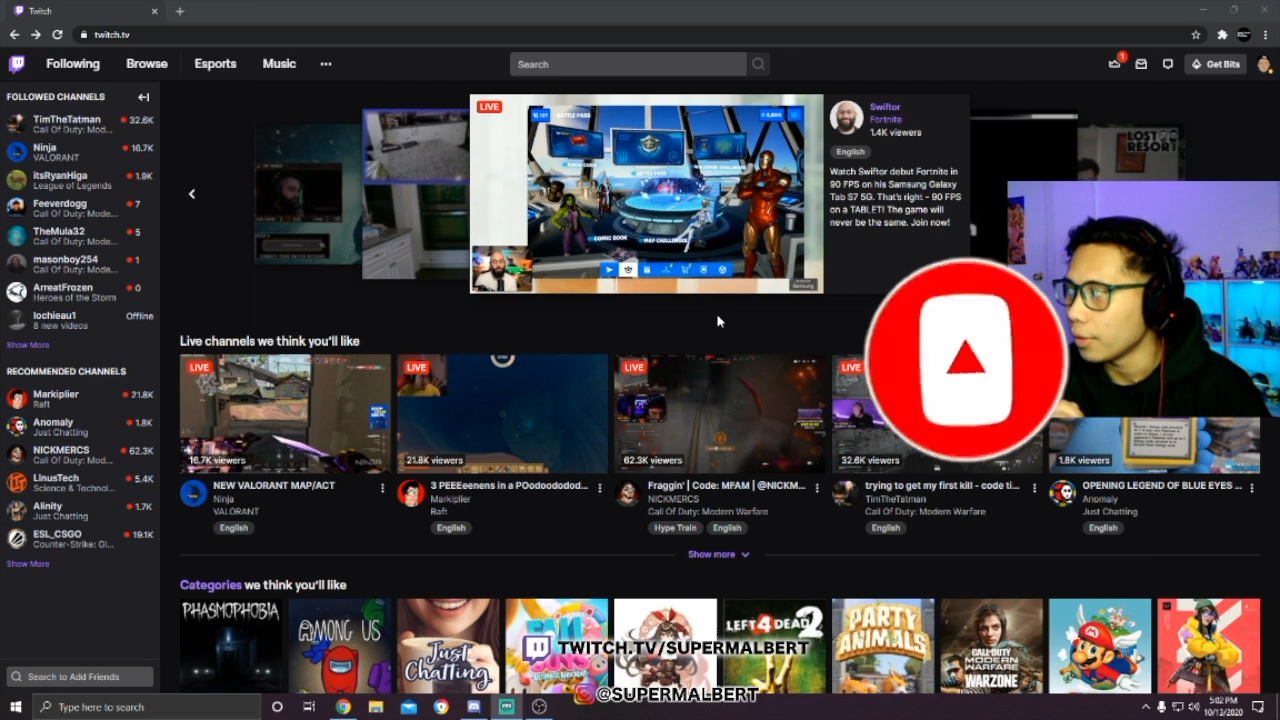 Twitch
twitch.tv
Following
Browse
Esports
Music
Search
1
Get Bits
FOLLOWED CHANNELS
TimTheTatman
32.6K
Call Of Duty: Mod...
Ninja
16.7K
VALORANT
itsRyanHiga
1.9K
League of Legends
Feeverdogg
7
Call Of Duty: Mode...
TheMula32
5
Call Of Duty: Mode...
masonboy254
1
Call Of Duty: Mod...
ArreatFrozen
0
Heroes of the Storm
lochieau1
Offline
8 new videos
Show More
RECOMMENDED CHANNELS
Markiplier
21.8K
Raft
Anomaly
1.8K
Just Chatting
NICKMERCS
62.3K
Call Of Duty: Mod...
LinusTech
5.4K
Science & Technol...
Alinity
1.7K
Just Chatting
ESL_CSGO
19.1K
Counter-Strike: Gl...
Show More
Search to Add Friends
LIVE
BATTLE PASS
BATTLE PASS
COMIC BOOK
MAP CHALLENGES
Samsung
Swiftor
Fortnite
1.4K viewers
English
Watch Swiftor debut Fortnite in
90 FPS on his Samsung Galaxy
Tab S7 5G. That's right - 90 FPS
on a TABLET! The game will
never be the same. Join now!
LOST
RESORT
Live channels we think you'll like
LIVE
16.7K viewers
NEW VALORANT MAP/ACT
Ninja
VALORANT
English
LIVE
21.8K viewers
3 PEEEeenens in a POodoododod...
Markiplier
Raft
English
LIVE
62.3K viewers
Fraggin' | Code: MFAM | @NICKM...
NICKMERCS
Call Of Duty: Modern Warfare
Hype Train
English
LIVE
32.6K viewers
trying to get my first kill - code ti...
TimTheTatman
Call Of Duty: Modern Warfare
English
1.8K viewers
OPENING LEGEND OF BLUE EYES ...
Anomaly
Just Chatting
English
Show more
Categories we think you'll like
PHASMOPHOBIA
AMONG US
Just
Chatting
FALL
LEFT 4 DEAD 2
PARTY
ANIMALS
CALL OF DUTY
MODERN
WARFARE
WARZONE
TWITCH.TV/SUPERMALBERT
@SUPERMALBERT
Type here to search
5:02 PM
10/13/2020